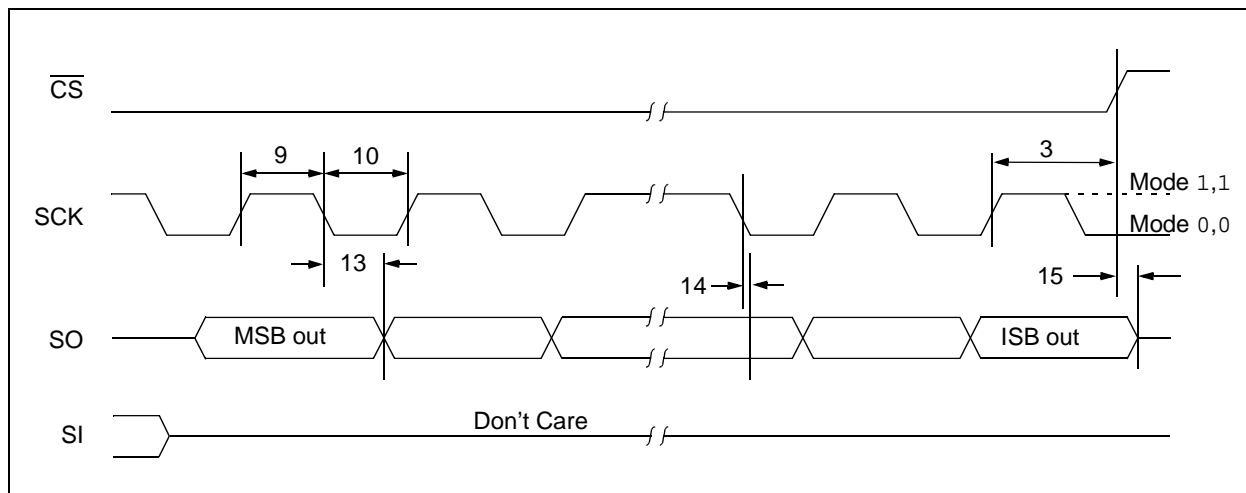 CS
9
10
3
SCK
Mode 1,1
Mode 0,0
13
14
15
SO
MSB out
ISB out
SI
Don't Care